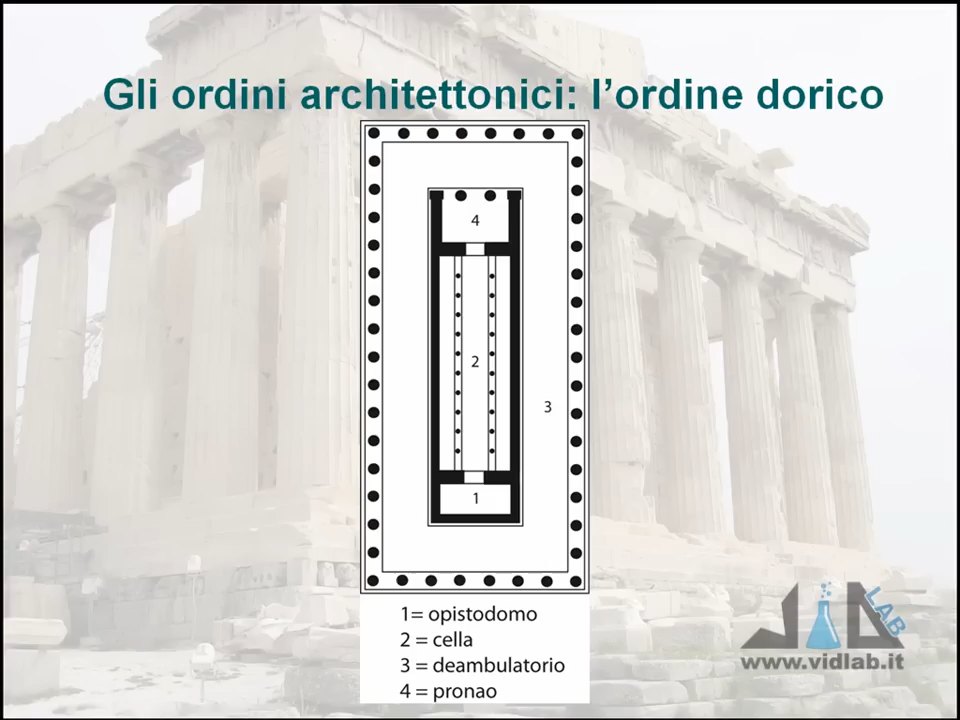 Gli ordini architettonici: l’ordine dorico
4
2
3
1
1= opistodomo
2 = cella
3 = deambulatorio
4 = pronao
LAB
www.vidlab.it